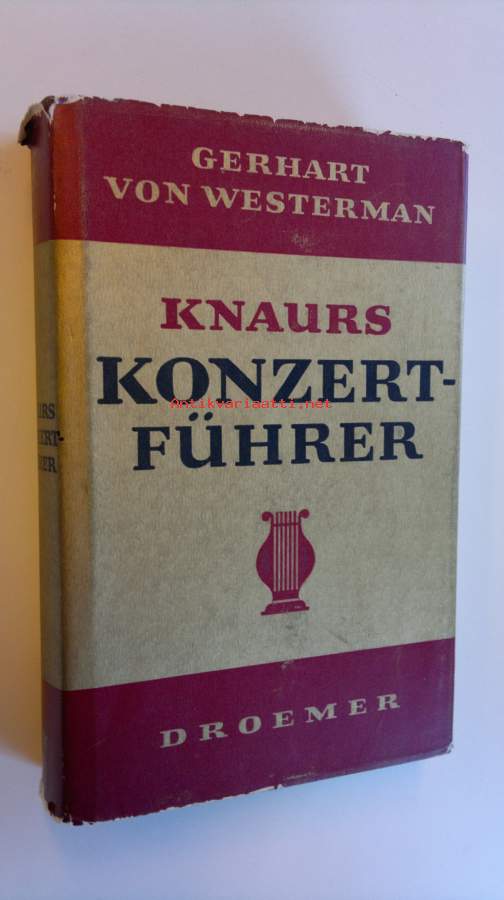 GERHART
VON WESTERMAN
KNAURS
KONZERT-
FÜHRER
DROEMER
Antikvariaatti.net